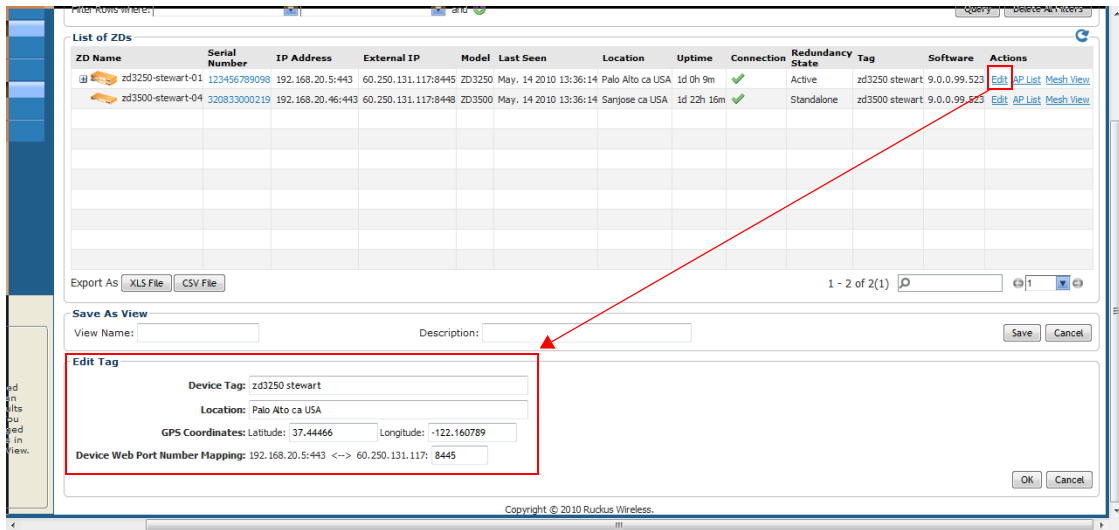 Filter Rows where: and
Query Delete All Filters
List of ZDs
ZD Name Serial Number IP Address External IP Model Last Seen Location Uptime Connection Redundancy State Tag Software Actions
zd3250-stewart-01 123456789098 192.168.20.5:443 60.250.131.117:8445 ZD3250 May. 14 2010 13:36:14 Palo Alto ca USA 1d 0h 9m Active zd3250 stewart 9.0.0.99.523 Edit AP List Mesh View
zd3500-stewart-04 320833000219 192.168.20.46:443 60.250.131.117:8448 ZD3500 May. 14 2010 13:36:14 Sanjose ca USA 1d 22h 16m Standalone zd3500 stewart 9.0.0.99.523 Edit AP List Mesh View
Export As XLS File CSV File 1 - 2 of 2(1) 1
Save As View
View Name: Description: Save Cancel
Edit Tag
Device Tag: zd3250 stewart
Location: Palo Alto ca USA
GPS Coordinates: Latitude: 37.44466 Longitude: -122.160789
Device Web Port Number Mapping: 192.168.20.5:443 <--> 60.250.131.117: 8445
OK Cancel
ed
an
ults
ou
ged
s in
View.
Copyright © 2010 Ruckus Wireless.